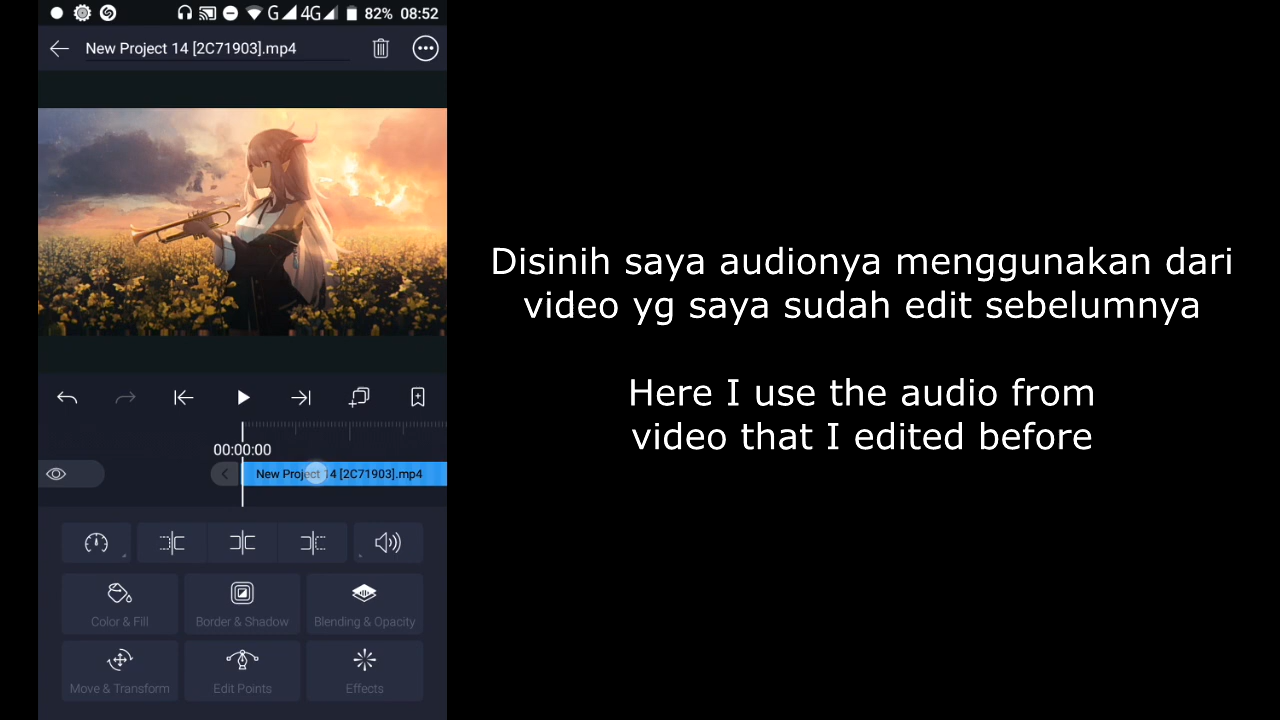 G 4G 82% 08:52
New Project 14 [2C71903].mp4
Disinih saya audionya menggunakan dari
video yg saya sudah edit sebelumnya
Here I use the audio from
video that I edited before
00:00:00
New Project 14 [2C71903].mp4
Color & Fill
Border & Shadow
Blending & Opacity
Move & Transform
Edit Points
Effects